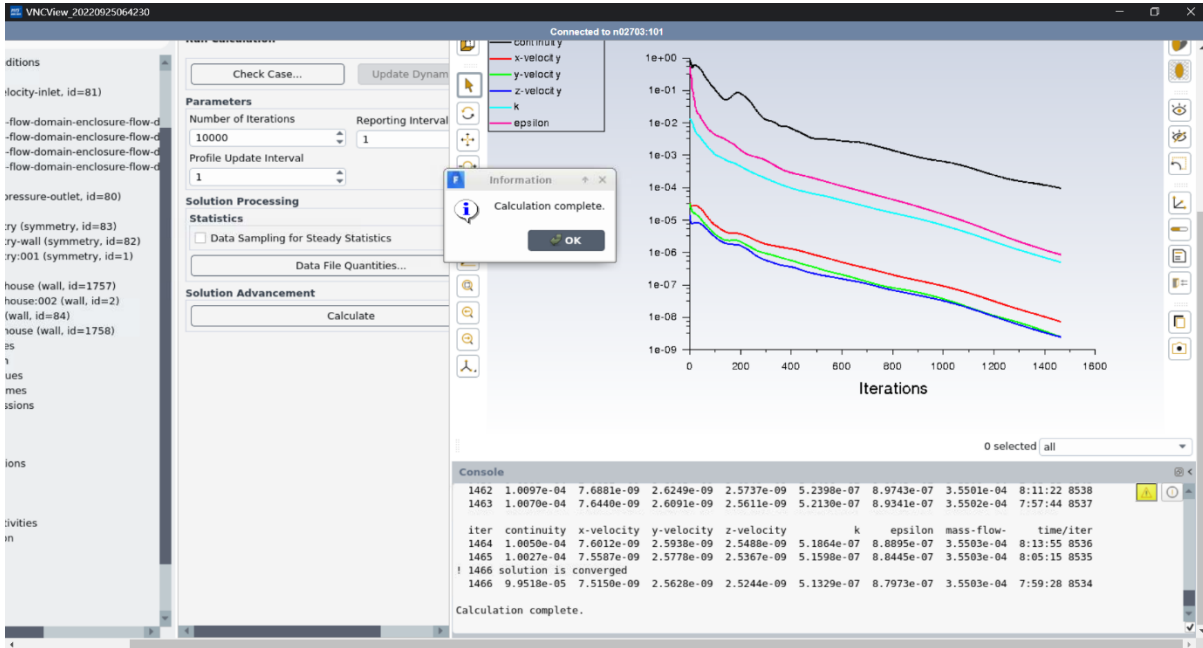 VNCView_20220925064230
Connected to n02703:101
ditions
elocity-inlet, id=81)
-flow-domain-enclosure-flow-d
-flow-domain-enclosure-flow-d
-flow-domain-enclosure-flow-d
-flow-domain-enclosure-flow-d
pressure-outlet, id=80)
try (symmetry, id=83)
ry-wall (symmetry, id=82)
ry:001 (symmetry, id=1)
house (wall, id=1757)
house:002 (wall, id=2)
(wall, id=84)
house (wall, id=1758)
es
n
ues
mes
ssions
ions
tivities
on
Run Calculation
Check Case...
Update Dynam
Parameters
Number of Iterations
Reporting Interval
10000
1
Profile Update Interval
1
Solution Processing
Statistics
Data Sampling for Steady Statistics
Data File Quantities...
Solution Advancement
Calculate
Information
Calculation complete.
OK
continuity
x-velocity
y-velocity
z-velocity
k
epsilon
1e+00
1e-01
1e-02
1e-03
1e-04
1e-05
1e-06
1e-07
1e-08
1e-09
0 200 400 600 800 1000 1200 1400 1600
Iterations
0 selected all
Console
1462 1.0097e-04 7.6881e-09 2.6249e-09 2.5737e-09 5.2398e-07 8.9743e-07 3.5501e-04 8:11:22 8538
1463 1.0070e-04 7.6440e-09 2.6091e-09 2.5611e-09 5.2130e-07 8.9341e-07 3.5502e-04 7:57:44 8537
iter continuity x-velocity y-velocity z-velocity k epsilon mass-flow- time/iter
1464 1.0050e-04 7.6012e-09 2.5938e-09 2.5488e-09 5.1864e-07 8.8895e-07 3.5503e-04 8:13:55 8536
1465 1.0027e-04 7.5587e-09 2.5778e-09 2.5367e-09 5.1598e-07 8.8445e-07 3.5503e-04 8:05:15 8535
! 1466 solution is converged
1466 9.9518e-05 7.5150e-09 2.5628e-09 2.5244e-09 5.1329e-07 8.7973e-07 3.5503e-04 7:59:28 8534
Calculation complete.